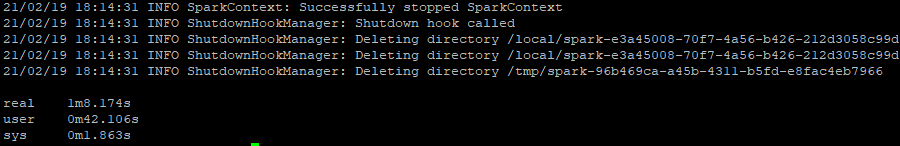 21/02/19 18:14:31 INFO SparkContext: Successfully stopped SparkContext
21/02/19 18:14:31 INFO ShutdownHookManager: Shutdown hook called
21/02/19 18:14:31 INFO ShutdownHookManager: Deleting directory /local/spark-e3a45008-70f7-4a56-b426-212d3058c99d
21/02/19 18:14:31 INFO ShutdownHookManager: Deleting directory /local/spark-e3a45008-70f7-4a56-b426-212d3058c99d
21/02/19 18:14:31 INFO ShutdownHookManager: Deleting directory /tmp/spark-96b469ca-a45b-4311-b5fd-e8fac4eb7966
real 1m8.174s
user 0m42.106s
sys 0m1.863s